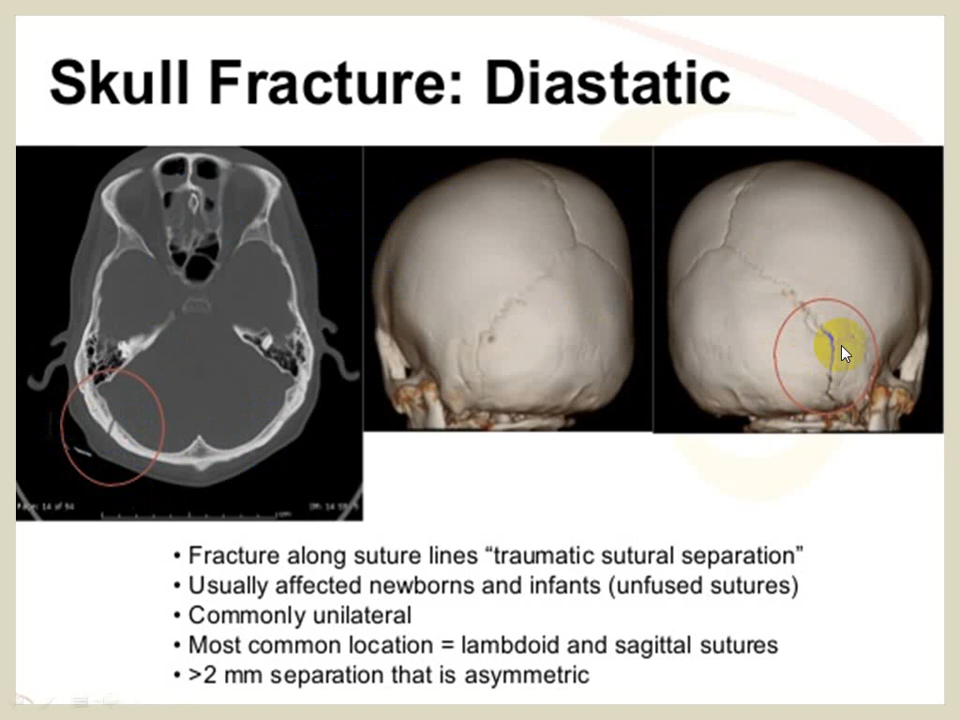 Skull Fracture: Diastatic
• Fracture along suture lines “traumatic sutural separation”
• Usually affected newborns and infants (unfused sutures)
• Commonly unilateral
• Most common location = lambdoid and sagittal sutures
• >2 mm separation that is asymmetric